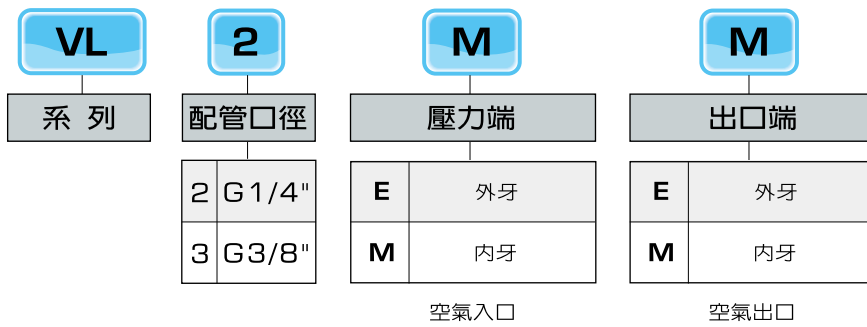 VL 2 M M
系 列 配管口徑 壓力端 出口端
2 G1/4" E 外牙 E 外牙
3 G3/8" M 內牙 M 內牙
空氣入口 空氣出口